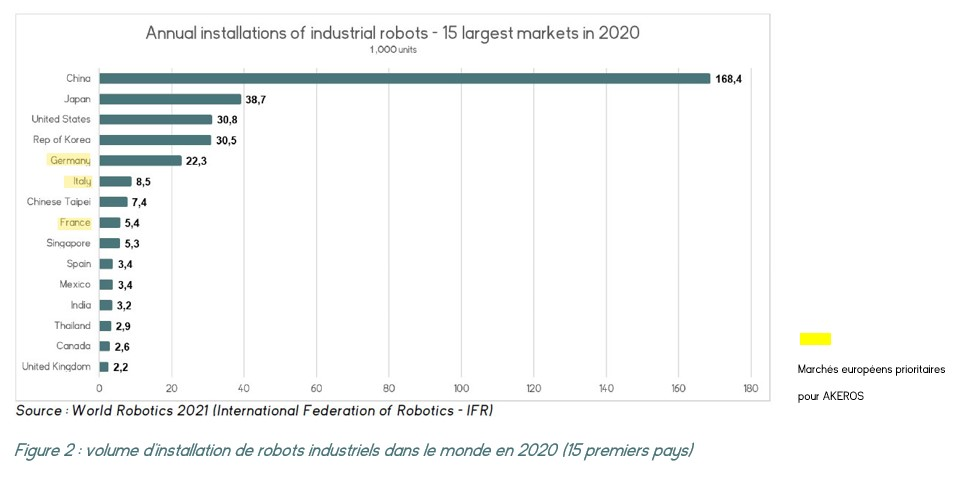 Annual installations of industrial robots - 15 largest markets in 2020
1,000 units
China 168,4
Japan 38,7
United States 30,8
Rep of Korea 30,5
Germany 22,3
Italy 8,5
Chinese Taipei 7,4
France 5,4
Singapore 5,3
Spain 3,4
Mexico 3,4
India 3,2
Thailand 2,9
Canada 2,6
United Kingdom 2,2
0 20 40 60 80 100 120 140 160 180
Marchés européens prioritaires
pour AKEROS
Source : World Robotics 2021 (International Federation of Robotics - IFR)
Figure 2 : volume d'installation de robots industriels dans le monde en 2020 (15 premiers pays)